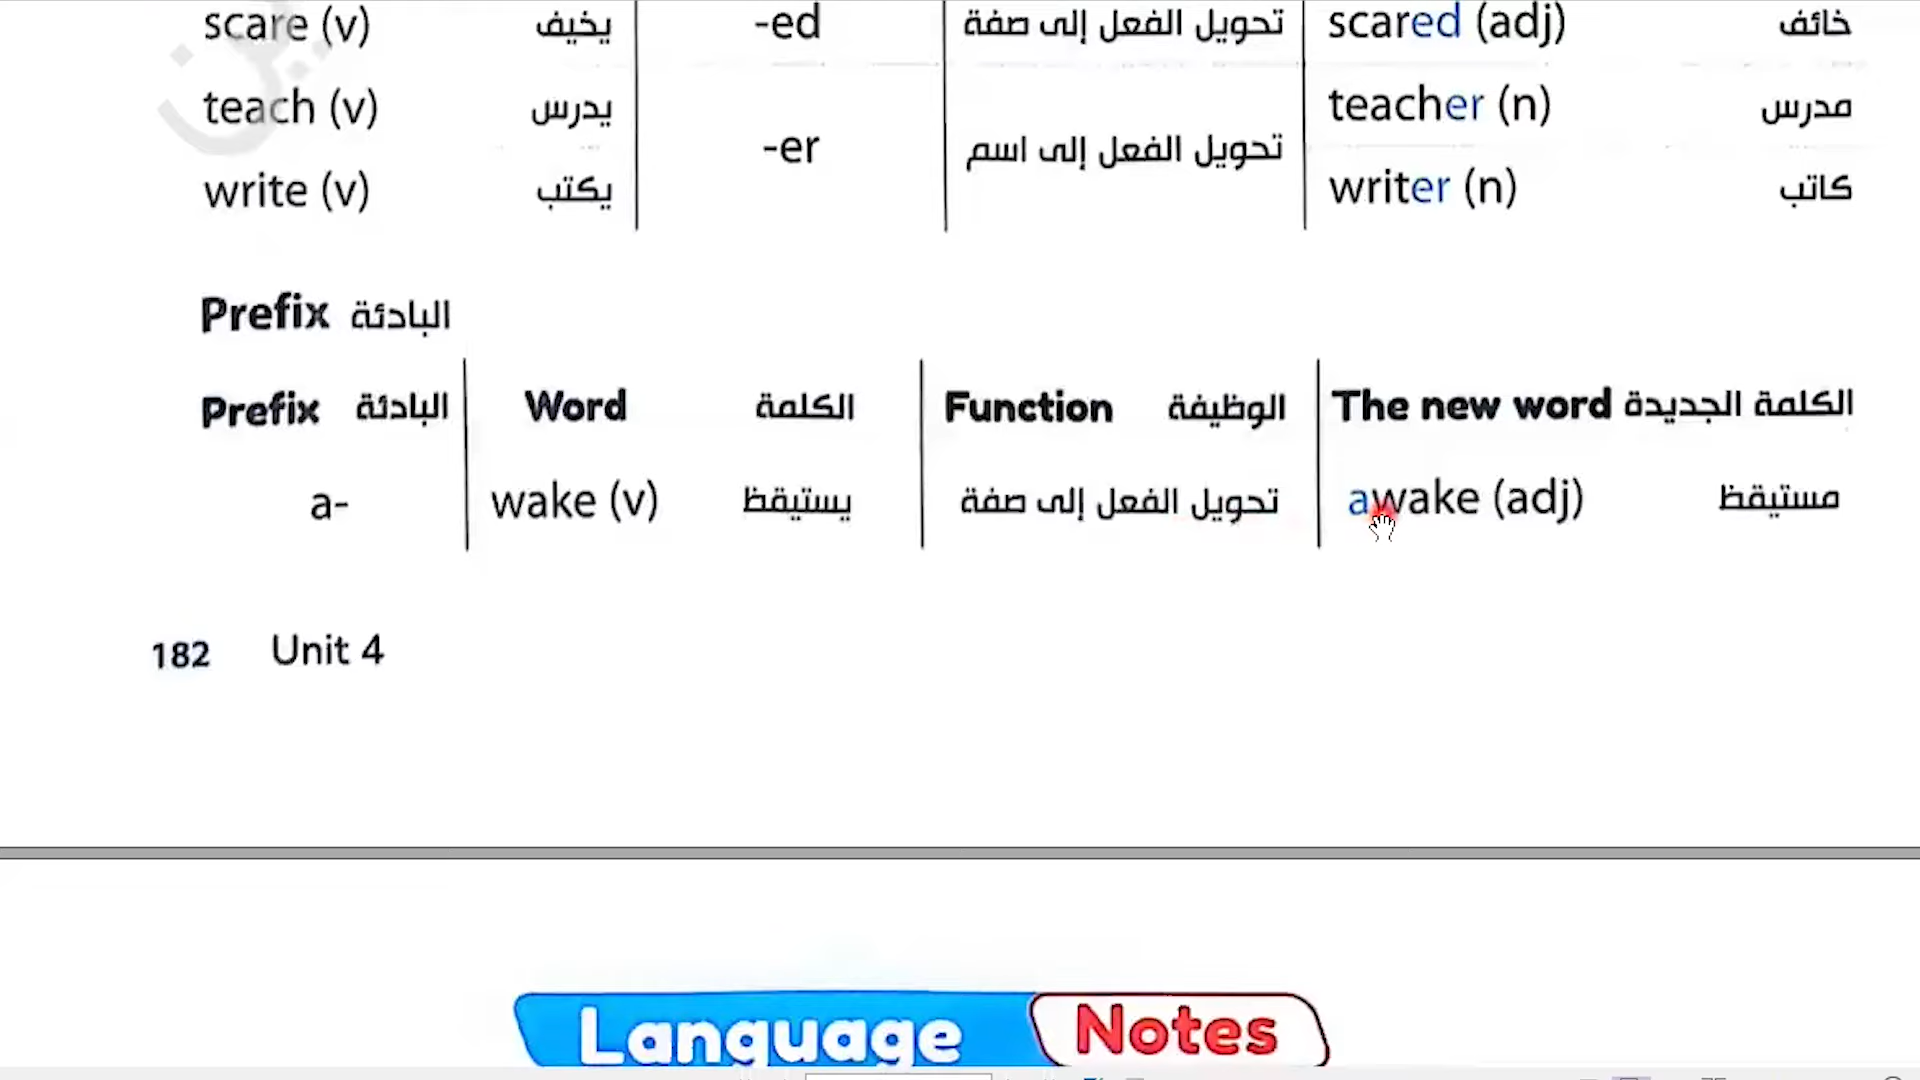 scare (v) يخيف -ed تحويل الفعل إلى صفة scared (adj) خائف
teach (v) يدرس teacher (n) مدرس
-er تحويل الفعل إلى اسم
write (v) يكتب writer (n) كاتب
Prefix البادئة
Prefix البادئة Word الكلمة Function الوظيفة The new word الكلمة الجديدة
a- wake (v) يستيقظ تحويل الفعل إلى صفة awake (adj) مستيقظ
182 Unit 4
Language Notes